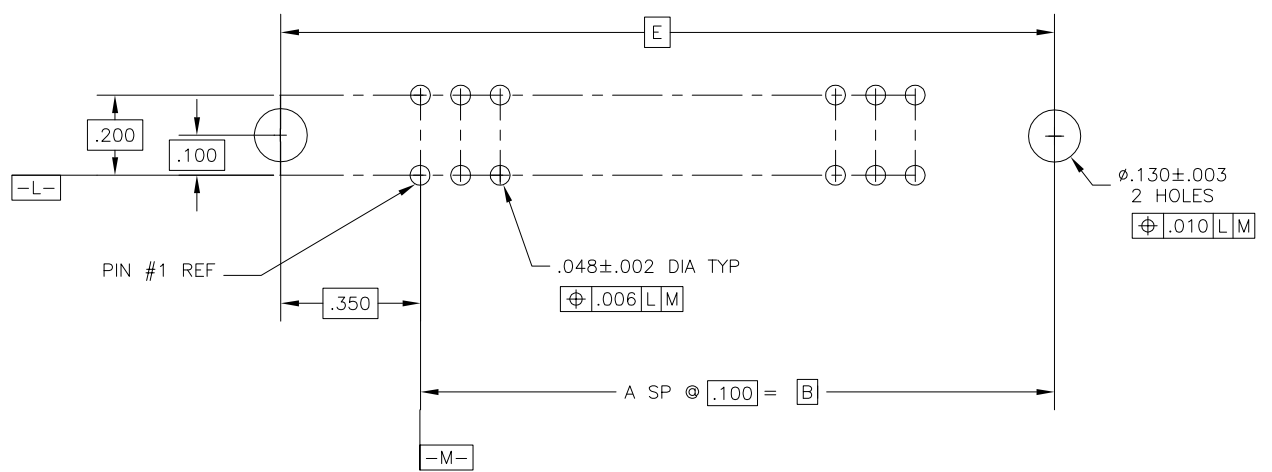 E
.200
.100
-L-
ø.130±.003
2 HOLES
⌖ .010 L M
PIN #1 REF
.048±.002 DIA TYP
⌖ .006 L M
.350
A SP @ .100 = B
-M-